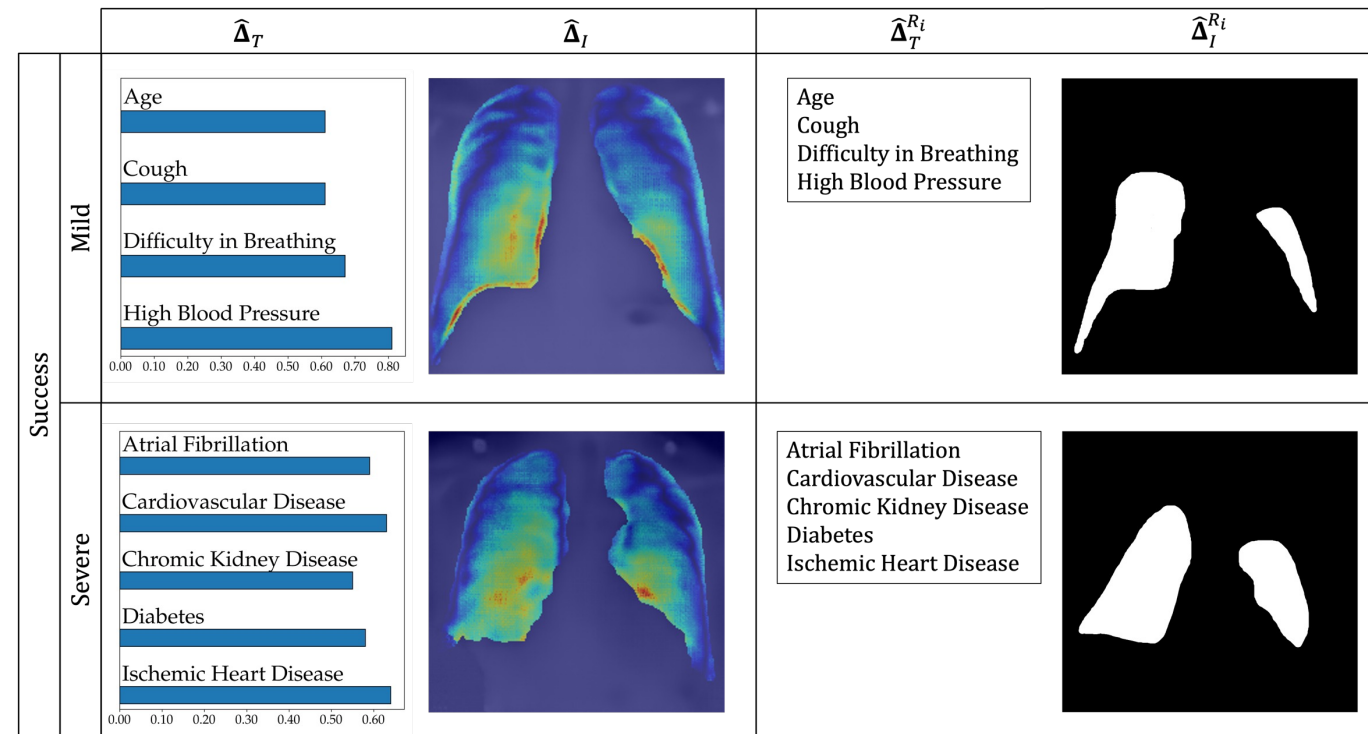 Δ̂_T Δ̂_I Δ̂_T^{R_i} Δ̂_I^{R_i}
Success
Mild
Age
Cough
Difficulty in Breathing
High Blood Pressure
0.00 0.10 0.20 0.30 0.40 0.50 0.60 0.70 0.80
Age
Cough
Difficulty in Breathing
High Blood Pressure
Severe
Atrial Fibrillation
Cardiovascular Disease
Chromic Kidney Disease
Diabetes
Ischemic Heart Disease
0.00 0.10 0.20 0.30 0.40 0.50 0.60
Atrial Fibrillation
Cardiovascular Disease
Chromic Kidney Disease
Diabetes
Ischemic Heart Disease